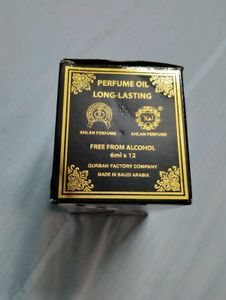 PERFUME OIL
LONG-LASTING
AHLAN PERFUMS AHLAN PERFUME
FREE FROM ALCOHOL
6ml x 12
QURBAN FACTORY COMPANY
MADE IN SAUDI ARABIA